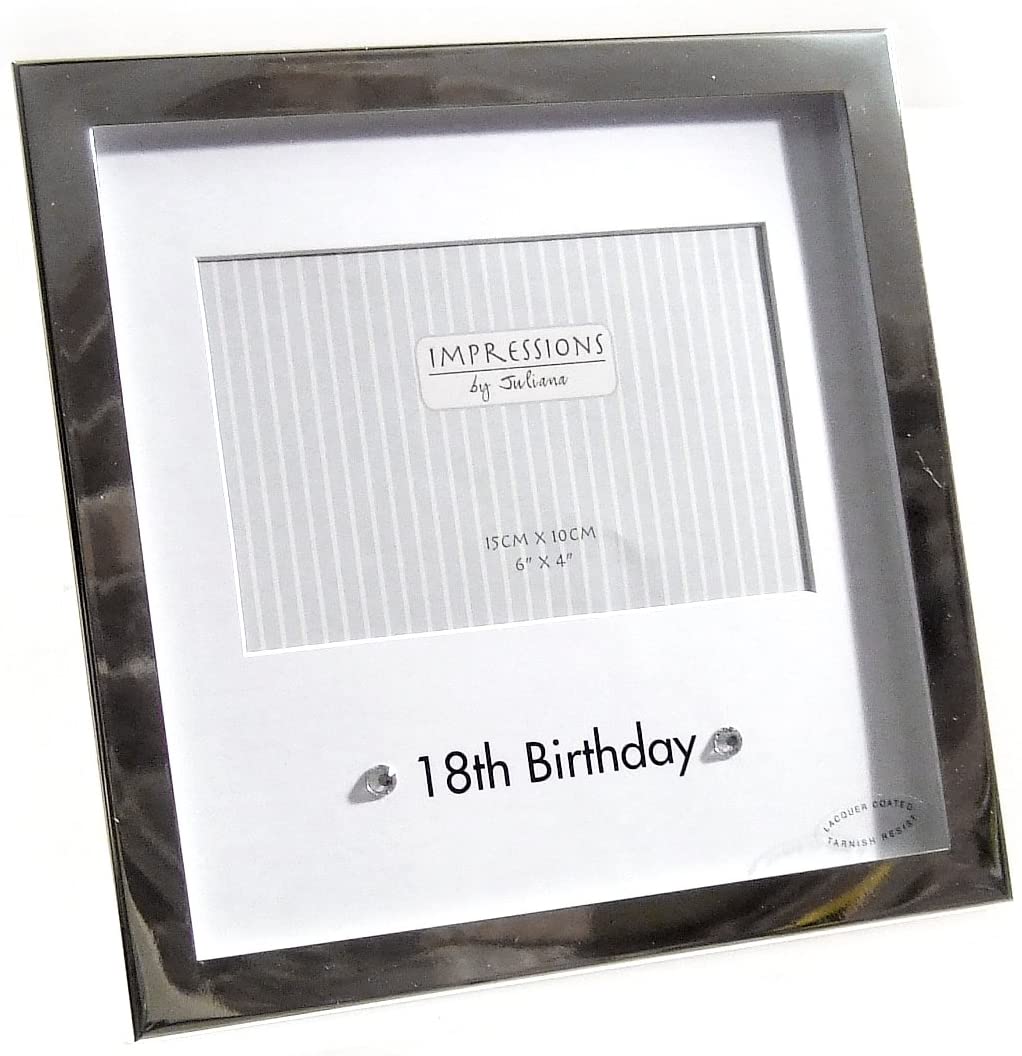 IMPRESSIONS
by Juliana
15CM X 10CM
6" X 4"
18th Birthday
LACQUER COATED
TARNISH RESIST